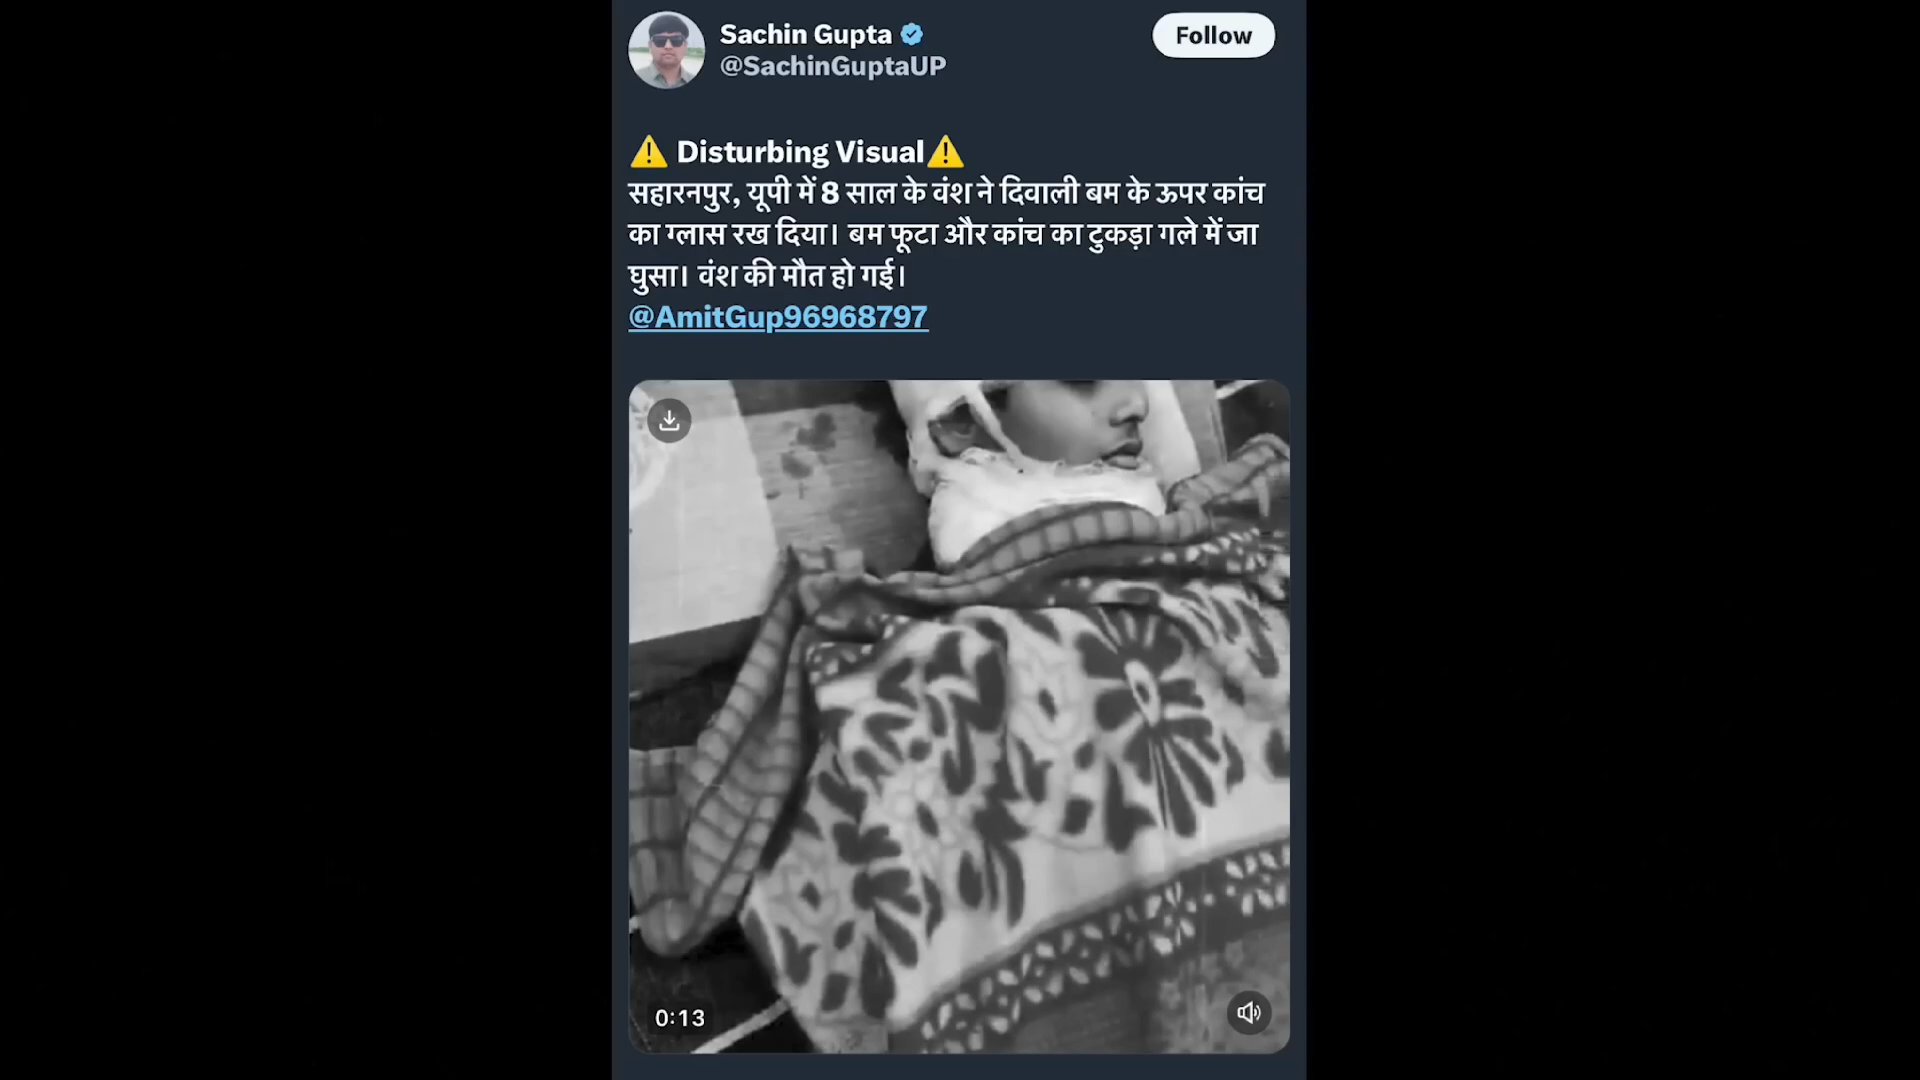 Sachin Gupta
@SachinGuptaUP
Follow
⚠️ Disturbing Visual⚠️
सहारनपुर, यूपी में 8 साल के वंश ने दिवाली बम के ऊपर कांच
का ग्लास रख दिया। बम फूटा और कांच का टुकड़ा गले में जा
घुसा। वंश की मौत हो गई।
@AmitGup96968797
0:13